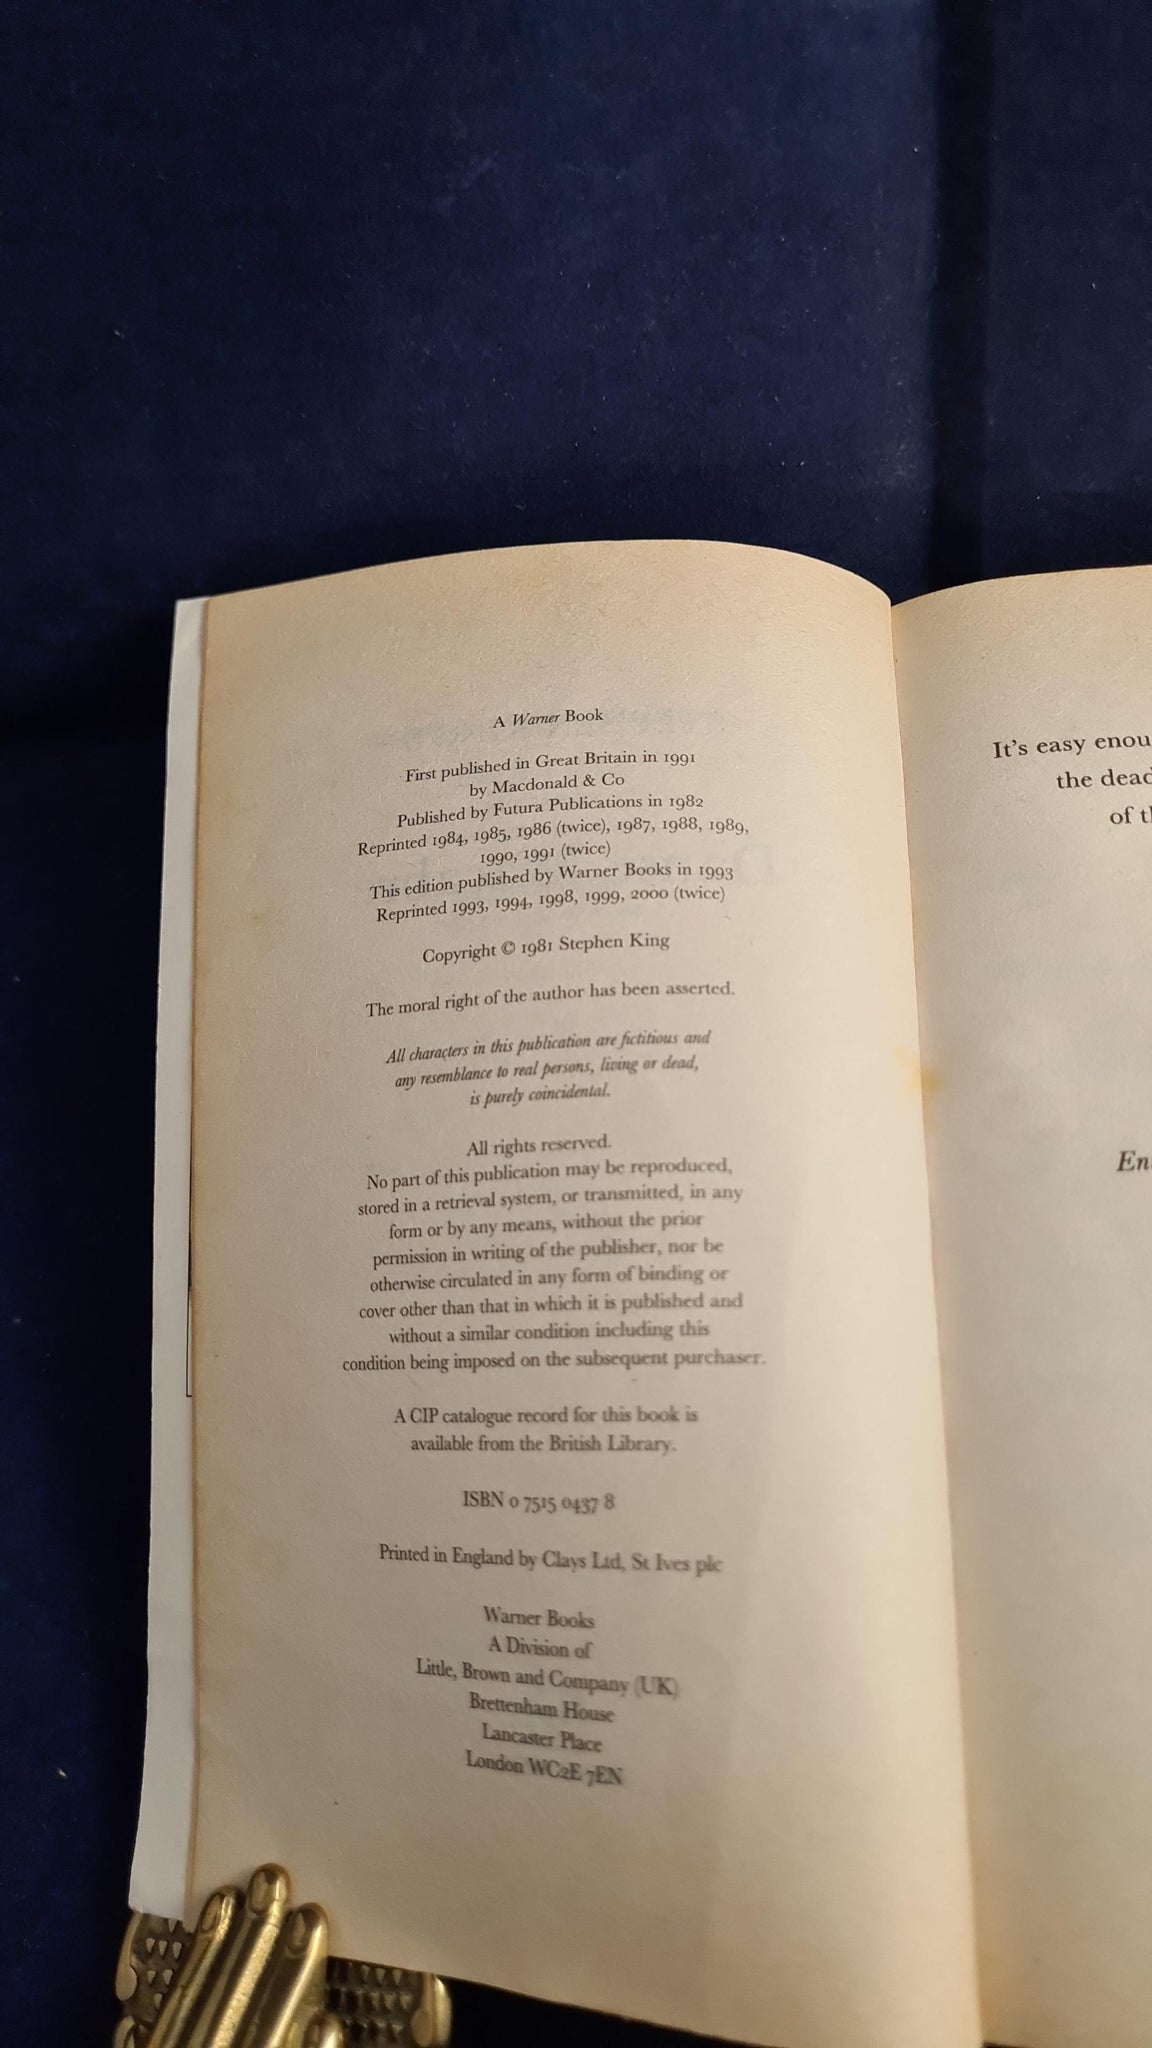 A Warner Book
First published in Great Britain in 1991
by Macdonald & Co
Published by Futura Publications in 1982
Reprinted 1984, 1985, 1986 (twice), 1987, 1988, 1989,
1990, 1991 (twice)
This edition published by Warner Books in 1993
Reprinted 1993, 1994, 1998, 1999, 2000 (twice)
Copyright © 1981 Stephen King
The moral right of the author has been asserted.
All characters in this publication are fictitious and
any resemblance to real persons, living or dead,
is purely coincidental.
All rights reserved.
No part of this publication may be reproduced,
stored in a retrieval system, or transmitted, in any
form or by any means, without the prior
permission in writing of the publisher, nor be
otherwise circulated in any form of binding or
cover other than that in which it is published and
without a similar condition including this
condition being imposed on the subsequent purchaser.
A CIP catalogue record for this book is
available from the British Library.
ISBN 0 7515 0437 8
Printed in England by Clays Ltd, St Ives plc
Warner Books
A Division of
Little, Brown and Company (UK)
Brettenham House
Lancaster Place
London WC2E 7EN
It's easy enou
the dead
of t
En